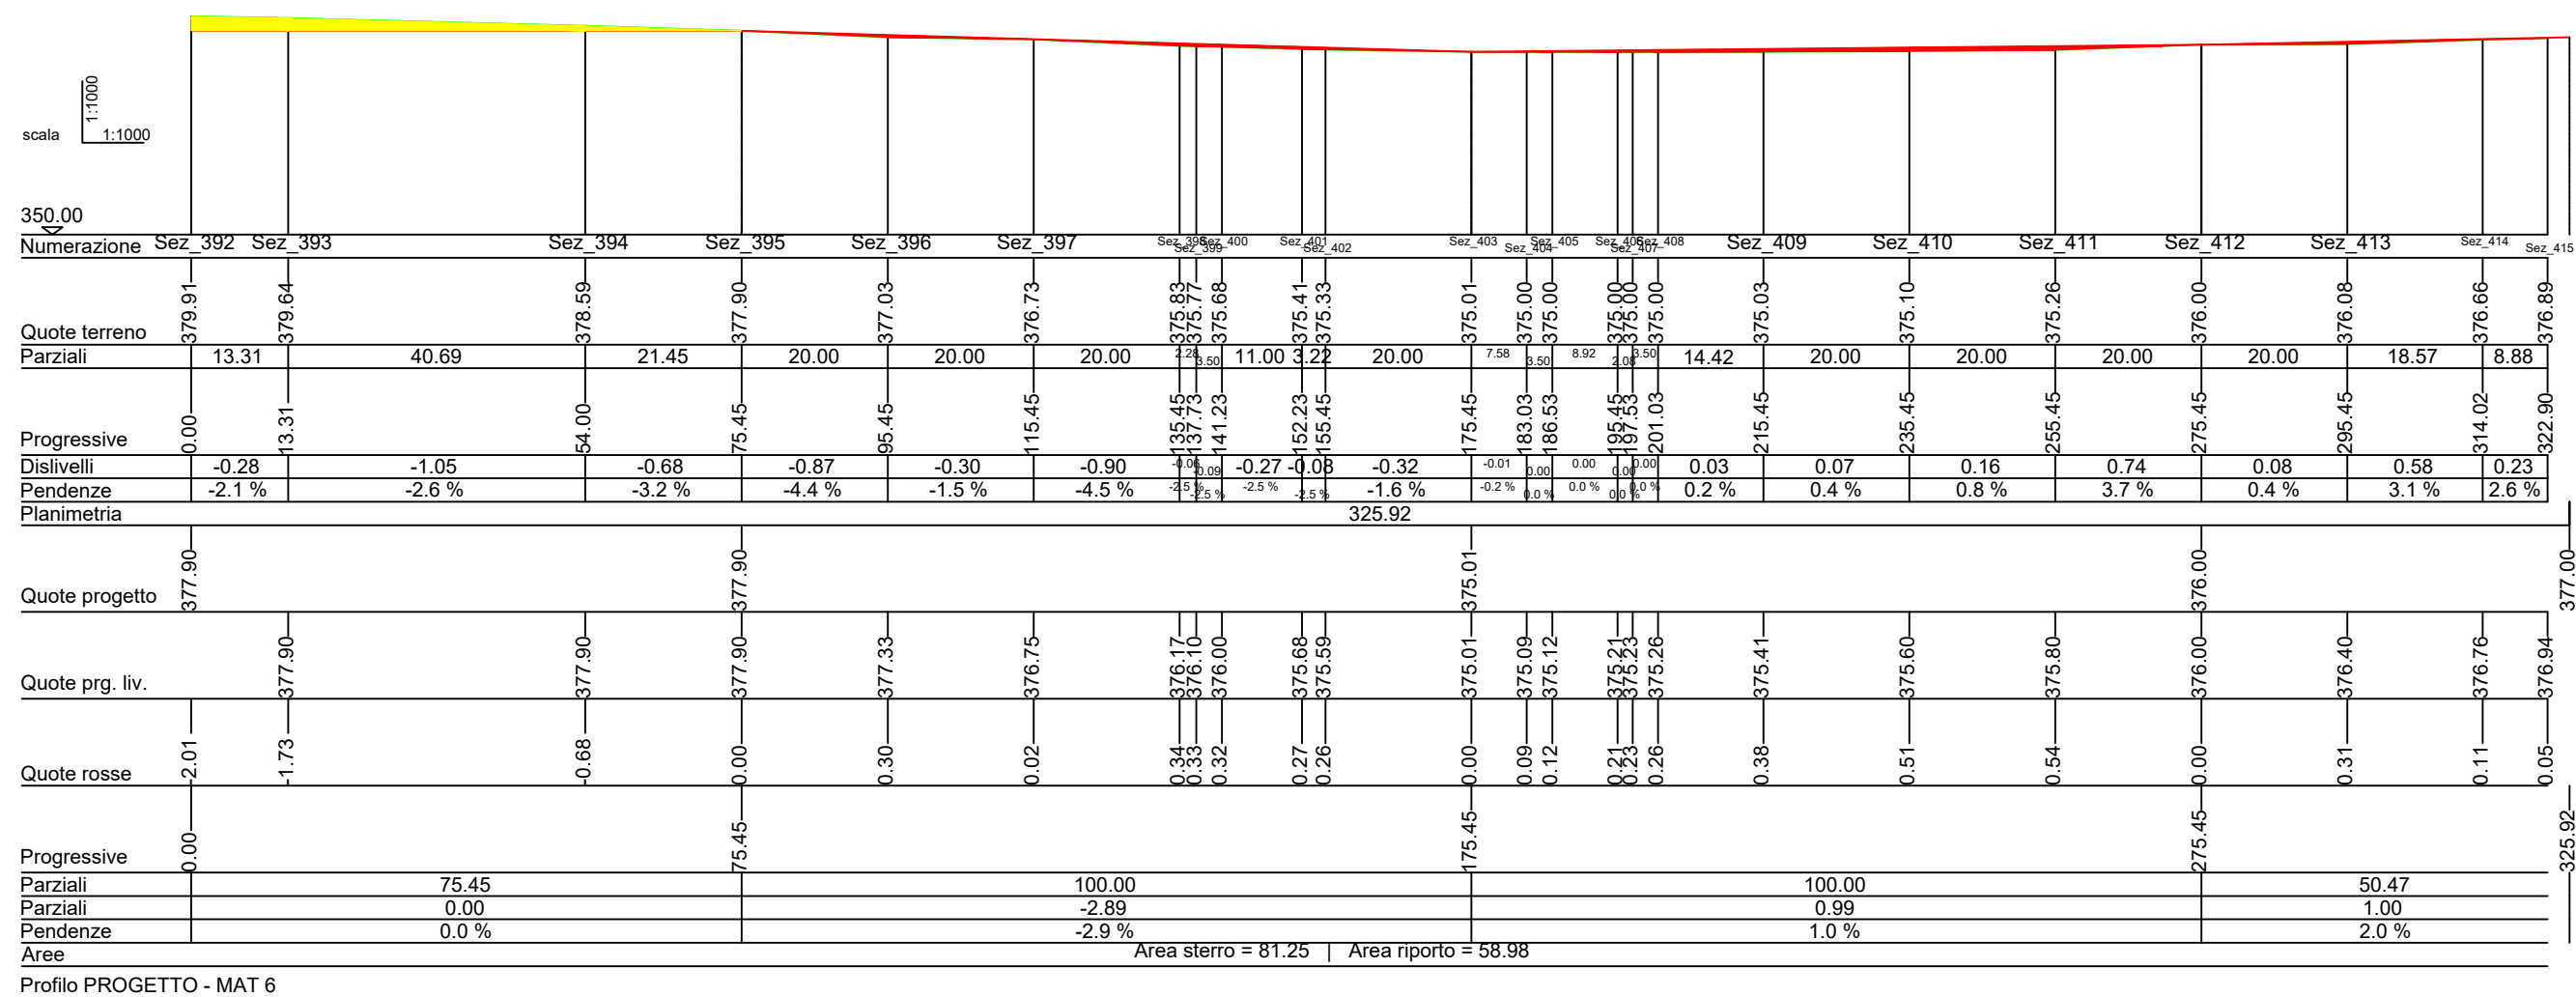 1:1000
scala 1:1000
350.00
Numerazione Sez_392 Sez_393 Sez_394 Sez_395 Sez_396 Sez_397 Sez_398 Sez_399 Sez_400 Sez_401 Sez_402 Sez_403 Sez_404 Sez_405 Sez_406 Sez_407 Sez_408 Sez_409 Sez_410 Sez_411 Sez_412 Sez_413 Sez_414 Sez_415
Quote terreno 379.91 379.64 378.59 377.90 377.03 376.73 375.83 375.77 375.68 375.41 375.33 375.01 375.00 375.00 375.00 375.00 375.00 375.03 375.10 375.26 376.00 376.08 376.66 376.89
Parziali 13.31 40.69 21.45 20.00 20.00 20.00 2.28 3.50 11.00 3.22 20.00 7.58 3.50 8.92 2.08 3.50 14.42 20.00 20.00 20.00 20.00 18.57 8.88
Progressive 0.00 13.31 54.00 75.45 95.45 115.45 135.45 137.73 141.23 152.23 155.45 175.45 183.03 186.53 195.45 197.53 201.03 215.45 235.45 255.45 275.45 295.45 314.02 322.90
Dislivelli -0.28 -1.05 -0.68 -0.87 -0.30 -0.90 -0.06 -0.09 -0.27 -0.08 -0.32 -0.01 0.00 0.00 0.00 0.00 0.03 0.07 0.16 0.74 0.08 0.58 0.23
Pendenze -2.1 % -2.6 % -3.2 % -4.4 % -1.5 % -4.5 % -2.5 % -2.5 % -2.5 % -2.5 % -1.6 % -0.2 % 0.0 % 0.0 % 0.0 % 0.0 % 0.2 % 0.4 % 0.8 % 3.7 % 0.4 % 3.1 % 2.6 %
Planimetria 325.92
Quote progetto 377.90 377.90 375.01 376.00 377.00
Quote prg. liv. 377.90 377.90 377.90 377.33 376.75 376.17 376.10 376.00 375.68 375.59 375.01 375.09 375.12 375.21 375.23 375.26 375.41 375.60 375.80 376.00 376.40 376.76 376.94
Quote rosse -2.01 -1.73 -0.68 0.00 0.30 0.02 0.34 0.33 0.32 0.27 0.26 0.00 0.09 0.12 0.21 0.23 0.26 0.38 0.51 0.54 0.00 0.31 0.11 0.05
Progressive 0.00 75.45 175.45 275.45 325.92
Parziali 75.45 100.00 100.00 50.47
Parziali 0.00 -2.89 0.99 1.00
Pendenze 0.0 % -2.9 % 1.0 % 2.0 %
Aree Area sterro = 81.25 | Area riporto = 58.98
Profilo PROGETTO - MAT 6